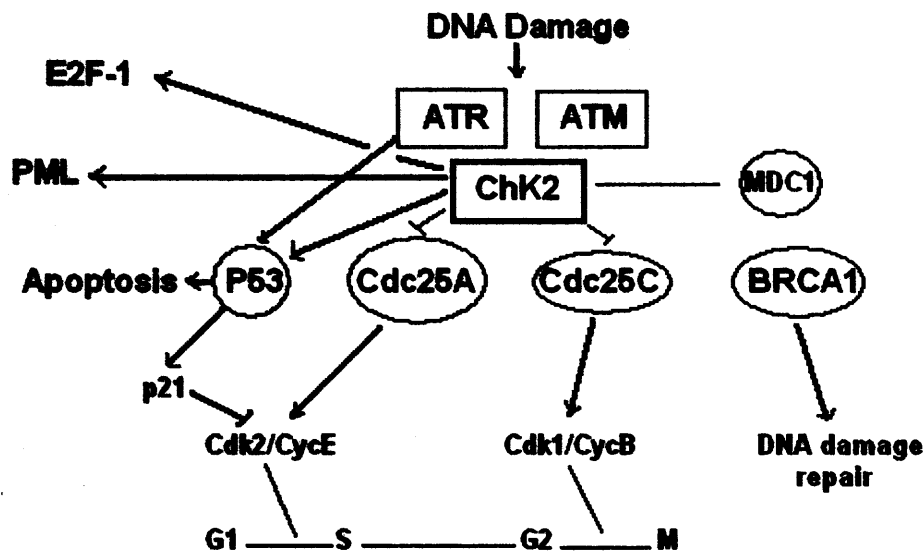 DNA Damage
E2F-1
ATR
ATM
PML
ChK2
MDC1
Apoptosis
P53
Cdc25A
Cdc25C
BRCA1
p21
Cdk2/CycE
Cdk1/CycB
DNA damage
repair
G1
S
G2
M